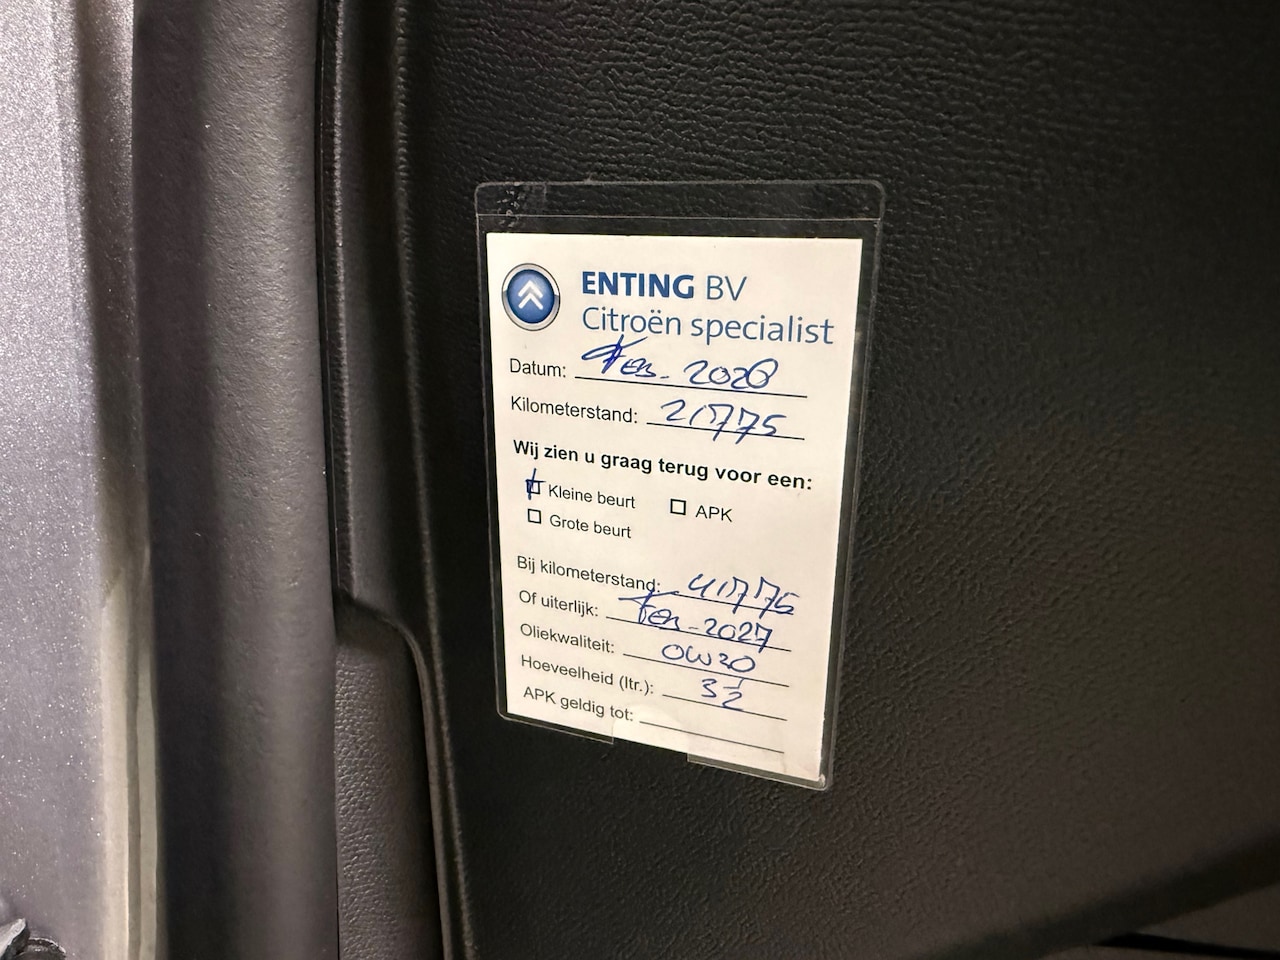 ENTING BV
Citroën specialist
Datum: Feb - 2026
Kilometerstand: 21775
Wij zien u graag terug voor een:
Kleine beurt APK
Grote beurt
Bij kilometerstand: 41775
Of uiterlijk: Feb - 2027
Oliekwaliteit: 0W20
Hoeveelheid (ltr.): 3½
APK geldig tot: